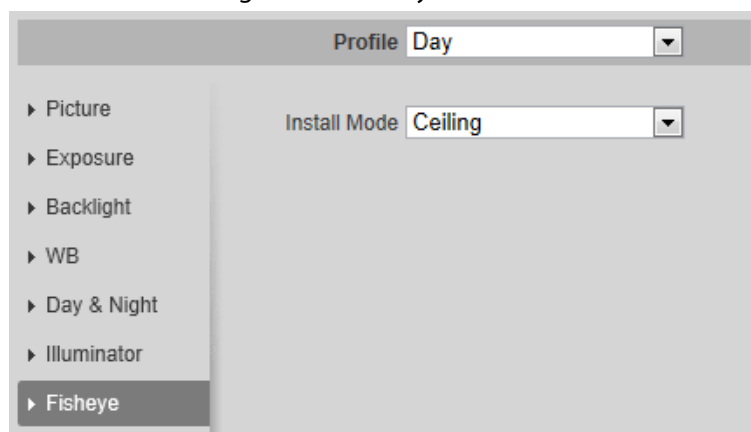 Profile Day
Picture
Install Mode Ceiling
Exposure
Backlight
WB
Day & Night
Illuminator
Fisheye